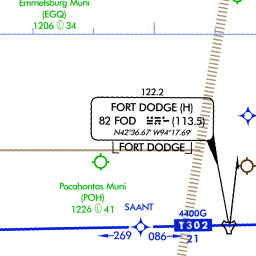 Emmetsburg Muni
(EGQ)
1206 34
122.2
FORT DODGE (H)
82 FOD (113.5)
N42°36.67' W94°17.69'
FORT DODGE
Pocahontas Muni
(POH)
1226 41
SAANT
4400G
T302
269 086
21